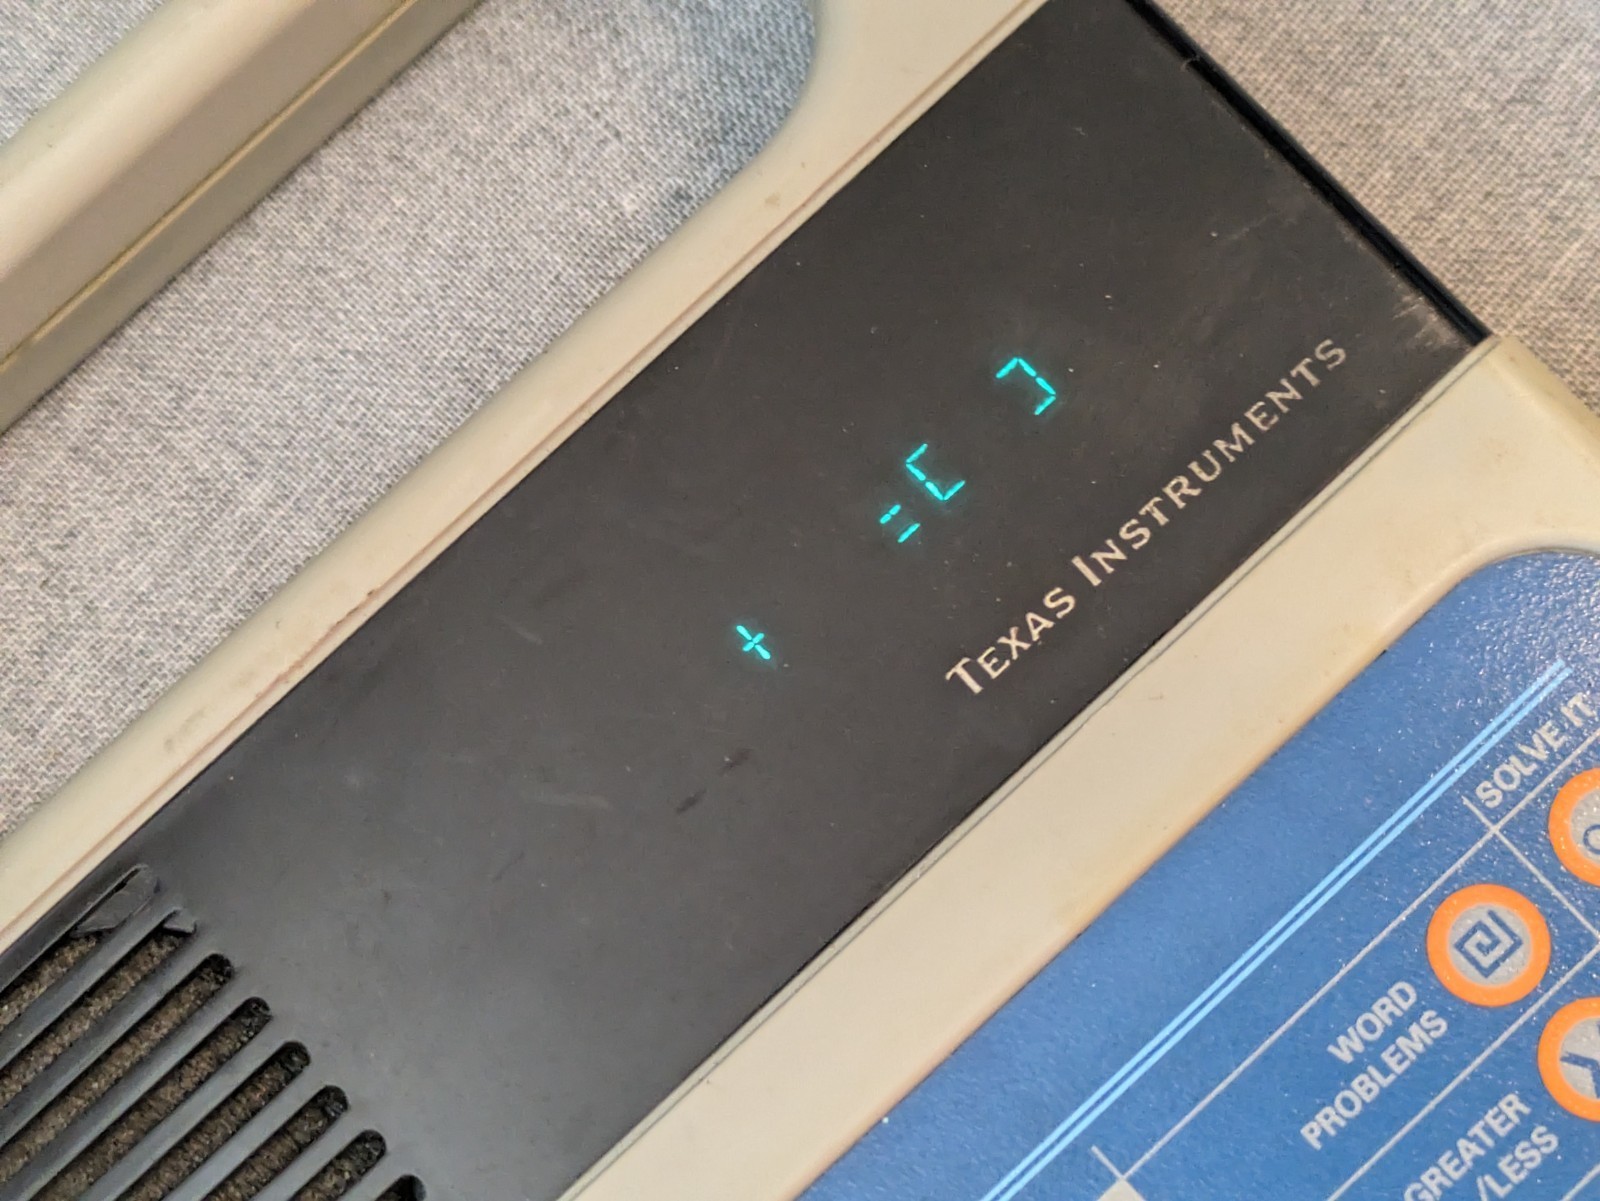 + =[ ]
TEXAS INSTRUMENTS
SOLVE IT
WORD
PROBLEMS
GREATER
/LESS